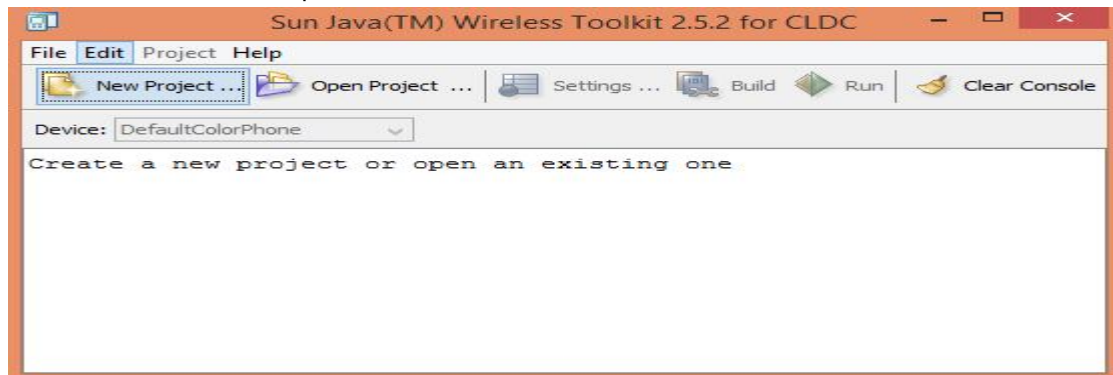 Sun Java(TM) Wireless Toolkit 2.5.2 for CLDC
File Edit Project Help
New Project ... Open Project ... Settings ... Build Run Clear Console
Device: DefaultColorPhone
Create a new project or open an existing one